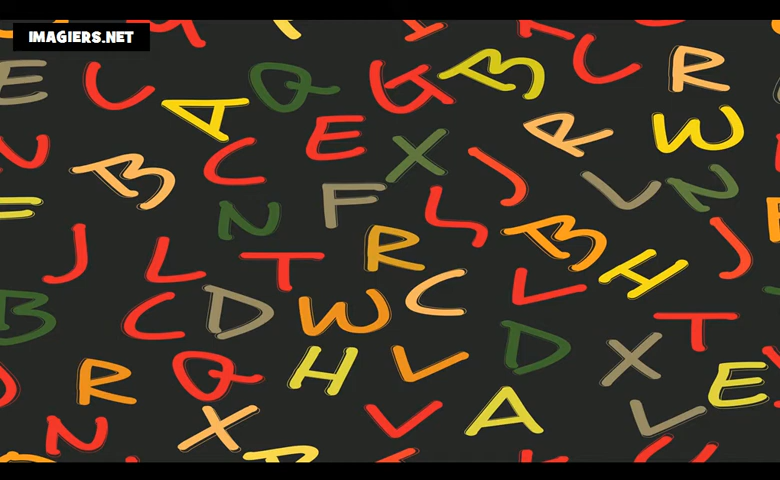 IMAGIERS.NET
E C Q G B C R
A E X R W
N B C J V N
F N F
J L T R B H J
B C D W C L T
R Q H V D X E
N X V A V